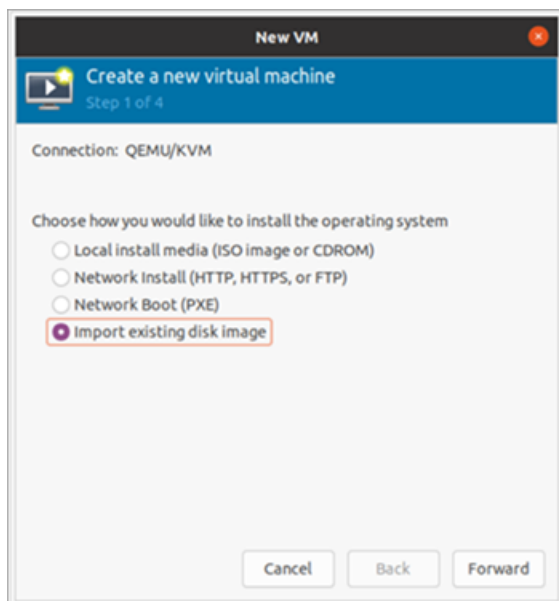 New VM
Create a new virtual machine
Step 1 of 4
Connection: QEMU/KVM
Choose how you would like to install the operating system
Local install media (ISO image or CDROM)
Network Install (HTTP, HTTPS, or FTP)
Network Boot (PXE)
Import existing disk image
Cancel Back Forward